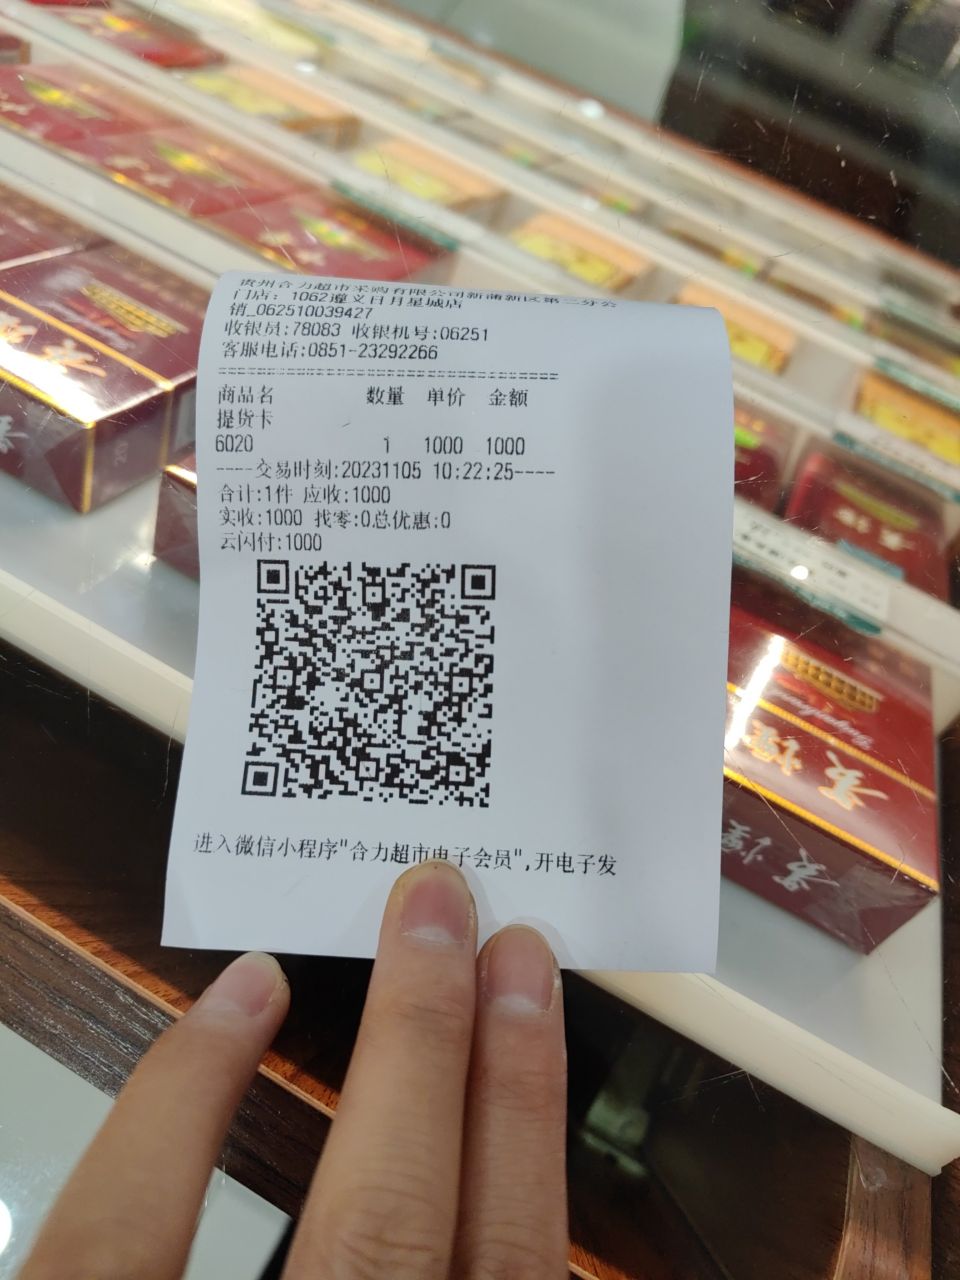 贵州合力超市采购有限公司新蒲新区第二分公
门店：1062遵义日月星城店
销_062510039427
收银员:78083 收银机号:06251
客服电话:0851-23292266
商品名 数量 单价 金额
提货卡
6020 1 1000 1000
----交易时刻:20231105 10:22:25----
合计:1件 应收:1000
实收:1000 找零:0总优惠:0
云闪付:1000
进入微信小程序"合力超市电子会员",开电子发
贵烟
贵烟